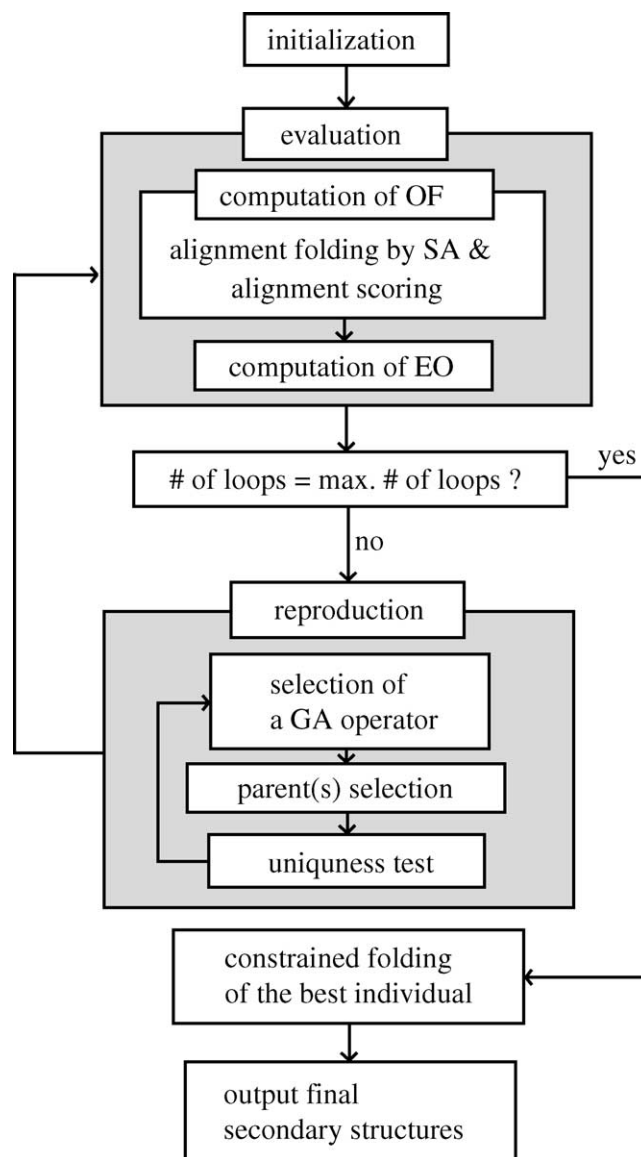 initialization
evaluation
computation of OF
alignment folding by SA &
alignment scoring
computation of EO
# of loops = max. # of loops ?
yes
no
reproduction
selection of
a GA operator
parent(s) selection
uniquness test
constrained folding
of the best individual
output final
secondary structures